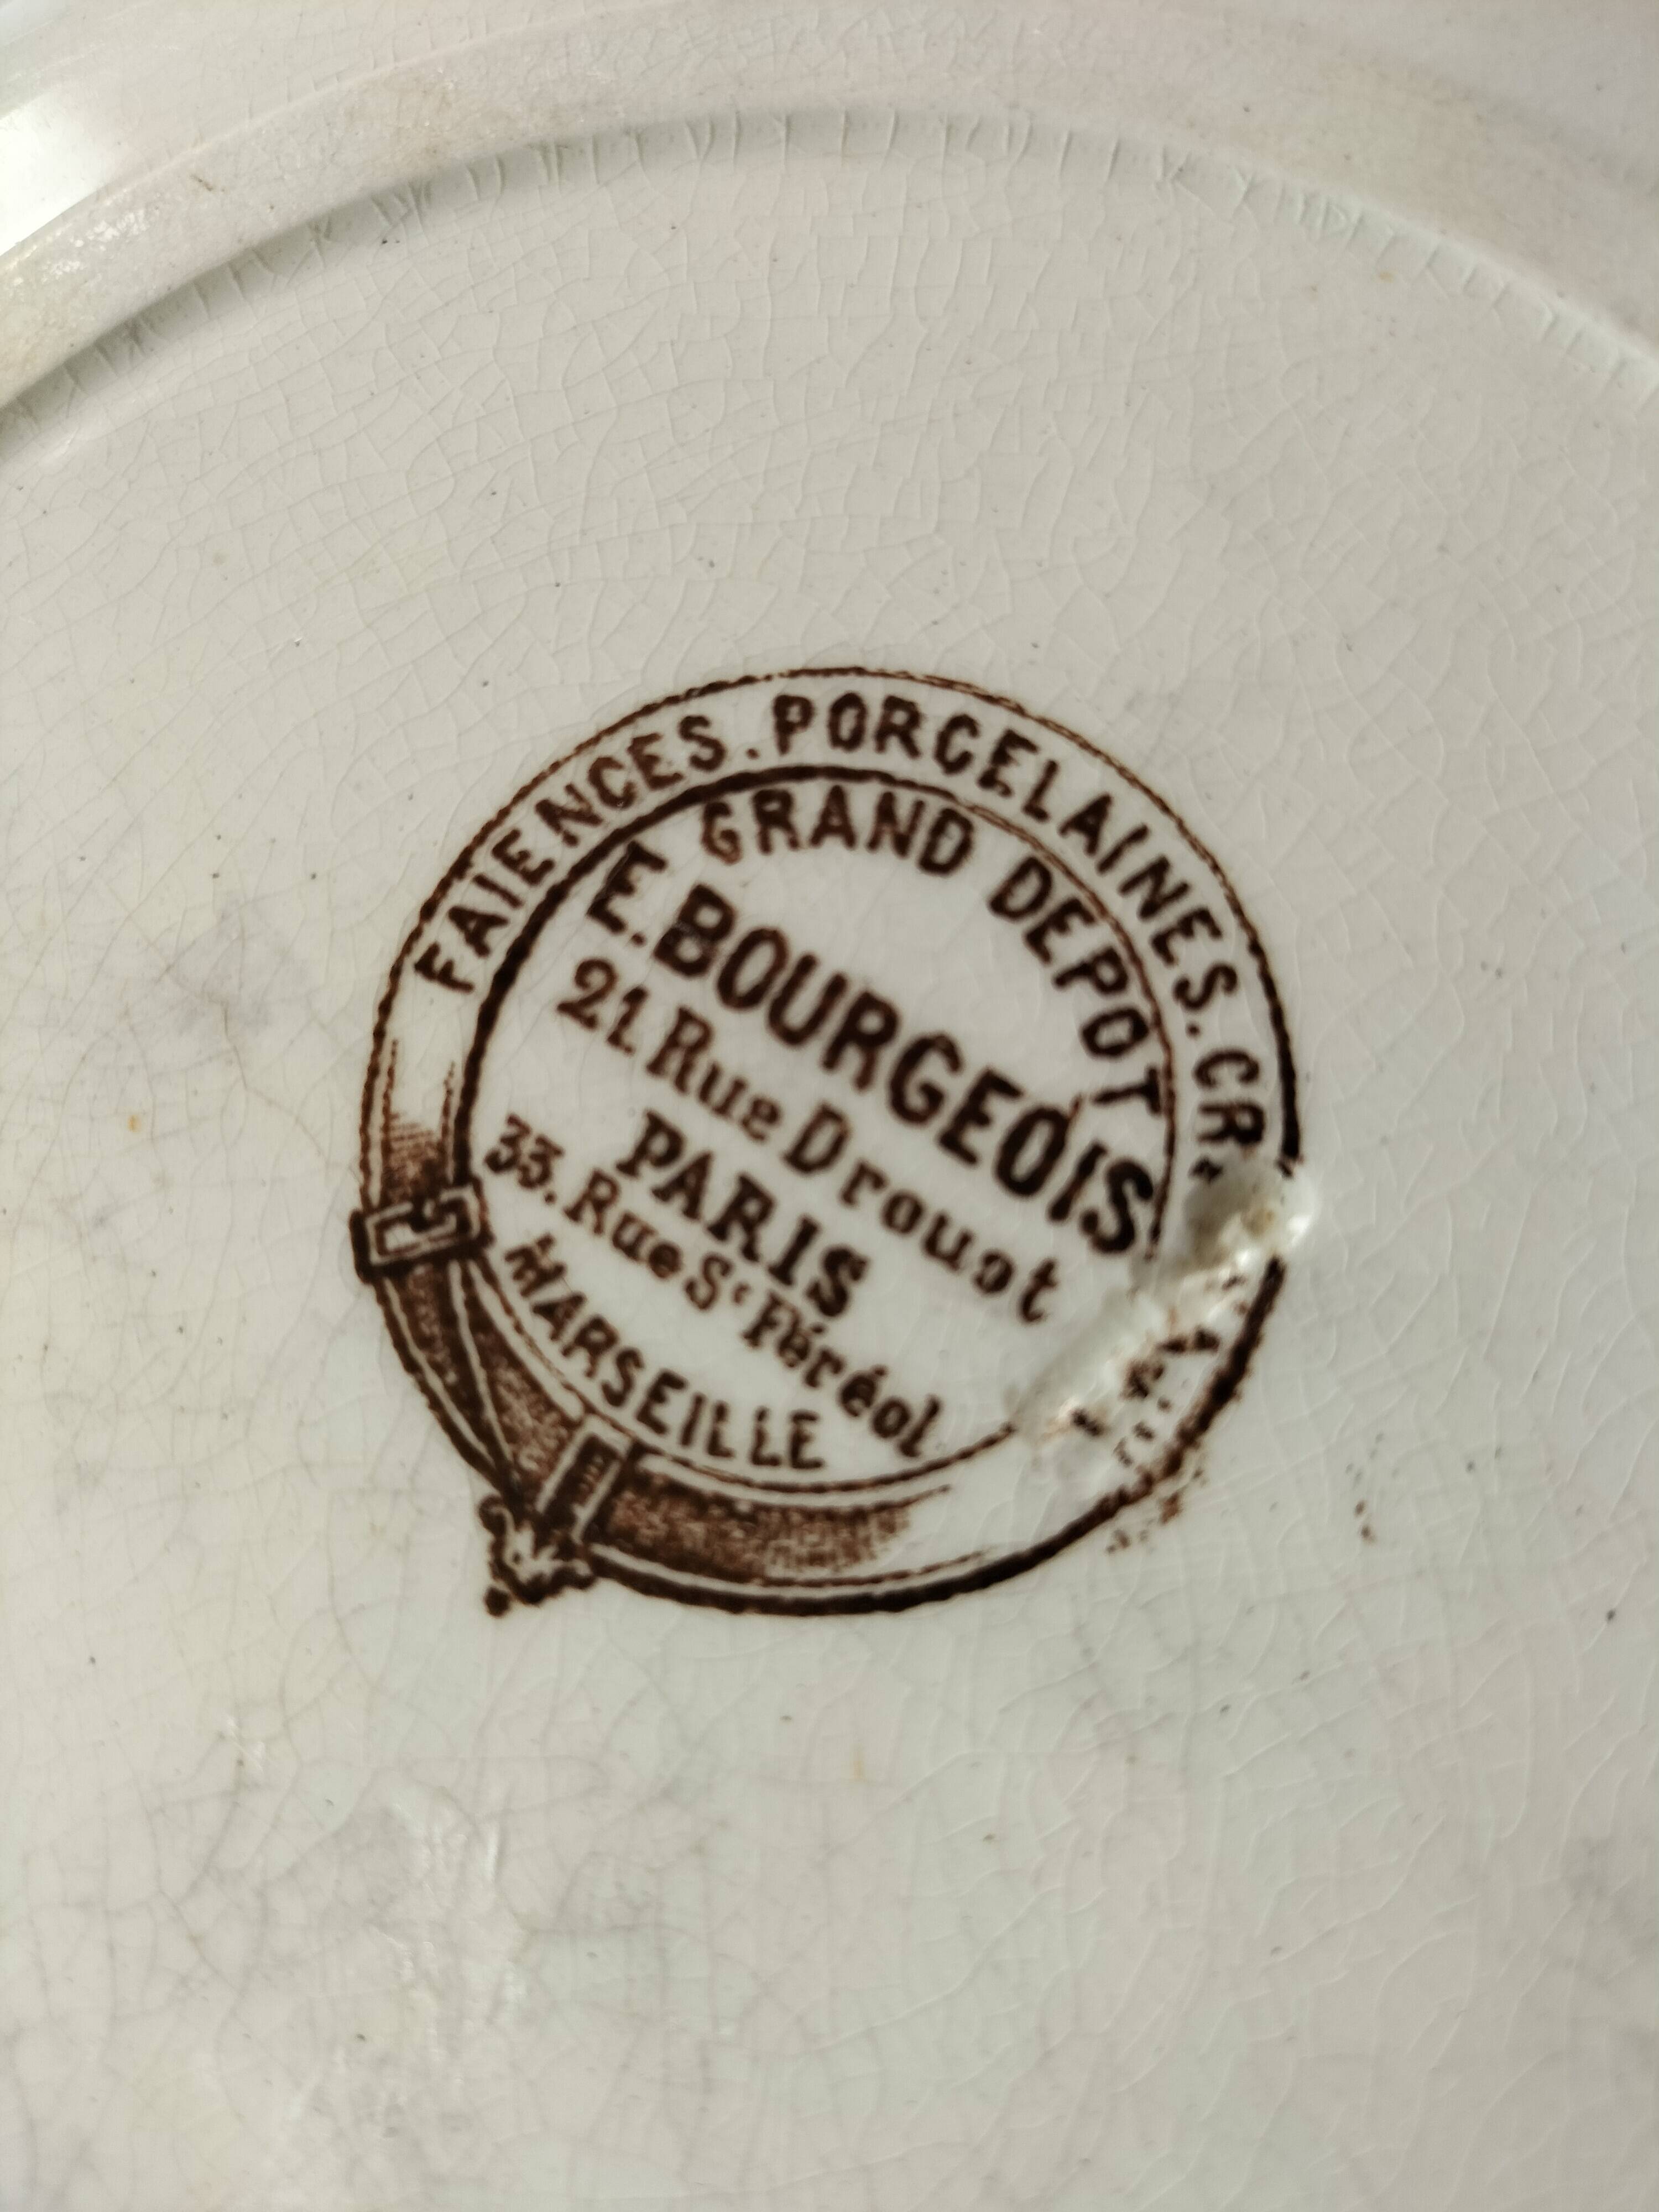 FAIENCES. PORCELAINES. CR
GRAND DEPOT
E. BOURGEOIS
21. Rue Drouot
PARIS
33. Rue St Féréol
MARSEILLE